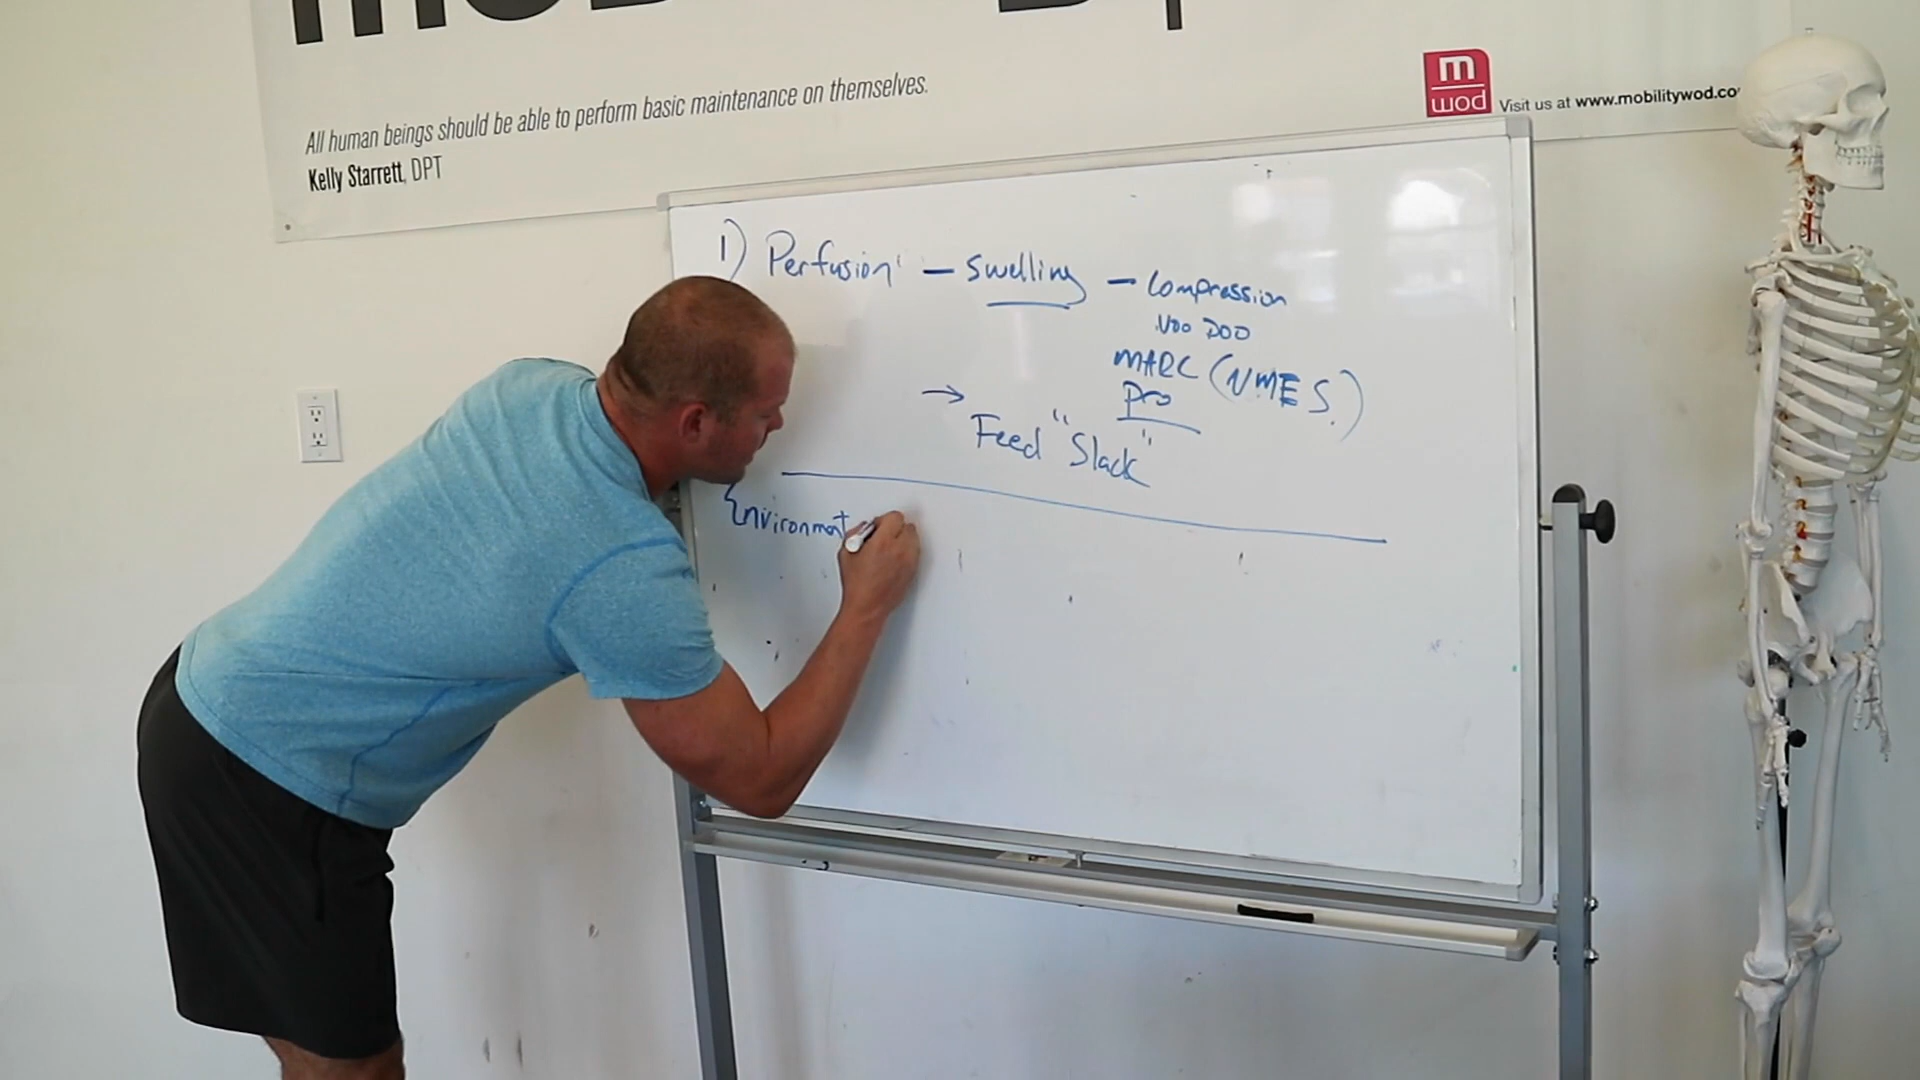 All human beings should be able to perform basic maintenance on themselves.
Kelly Starrett, DPT
m
wod
Visit us at www.mobilitywod.co
1) Perfusion — Swelling — Compression
Voo Doo
MARC (NMES.)
Pro
→ Feed "Slack"
Environment